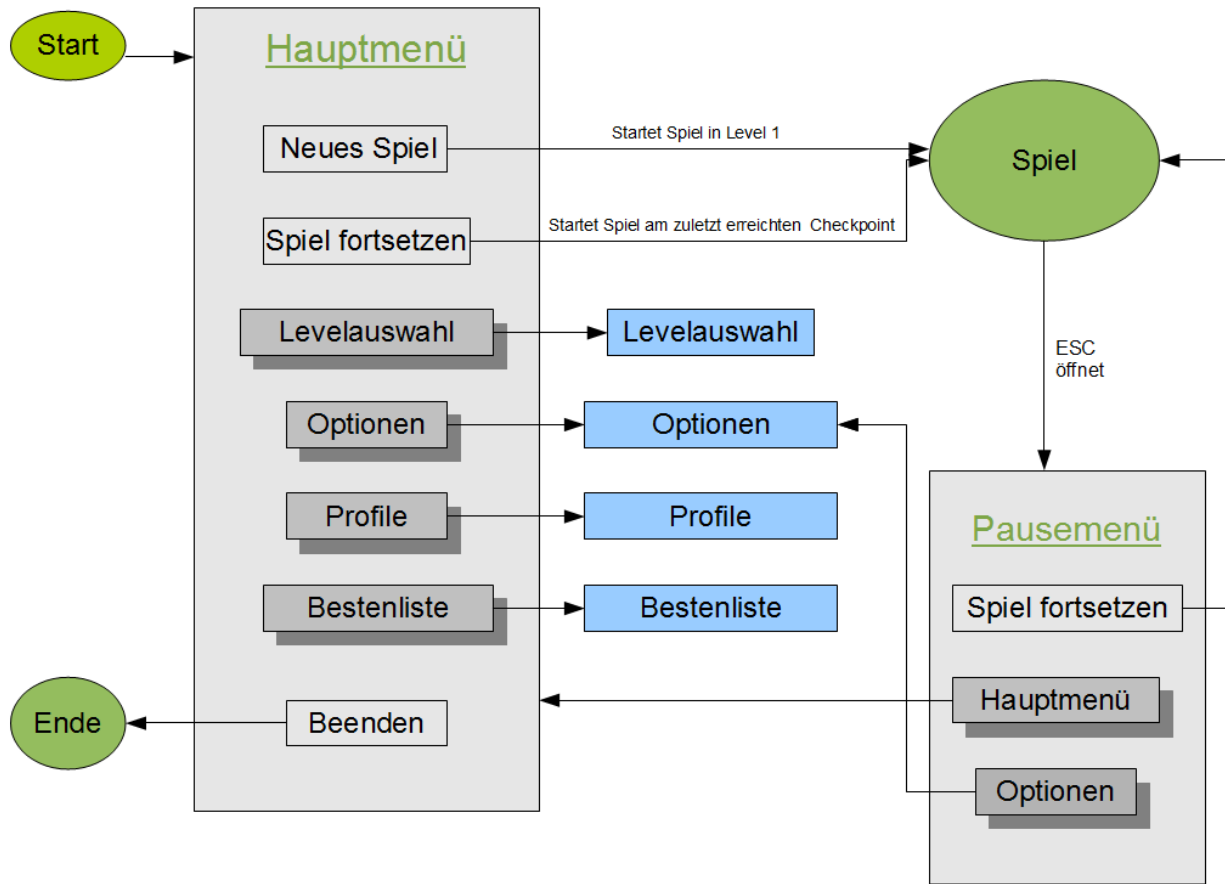 Start
Hauptmenü
Neues Spiel
Startet Spiel in Level 1
Spiel
Spiel fortsetzen
Startet Spiel am zuletzt erreichten Checkpoint
Levelauswahl
Levelauswahl
ESC
öffnet
Optionen
Optionen
Profile
Profile
Pausemenü
Bestenliste
Bestenliste
Spiel fortsetzen
Hauptmenü
Ende
Beenden
Optionen